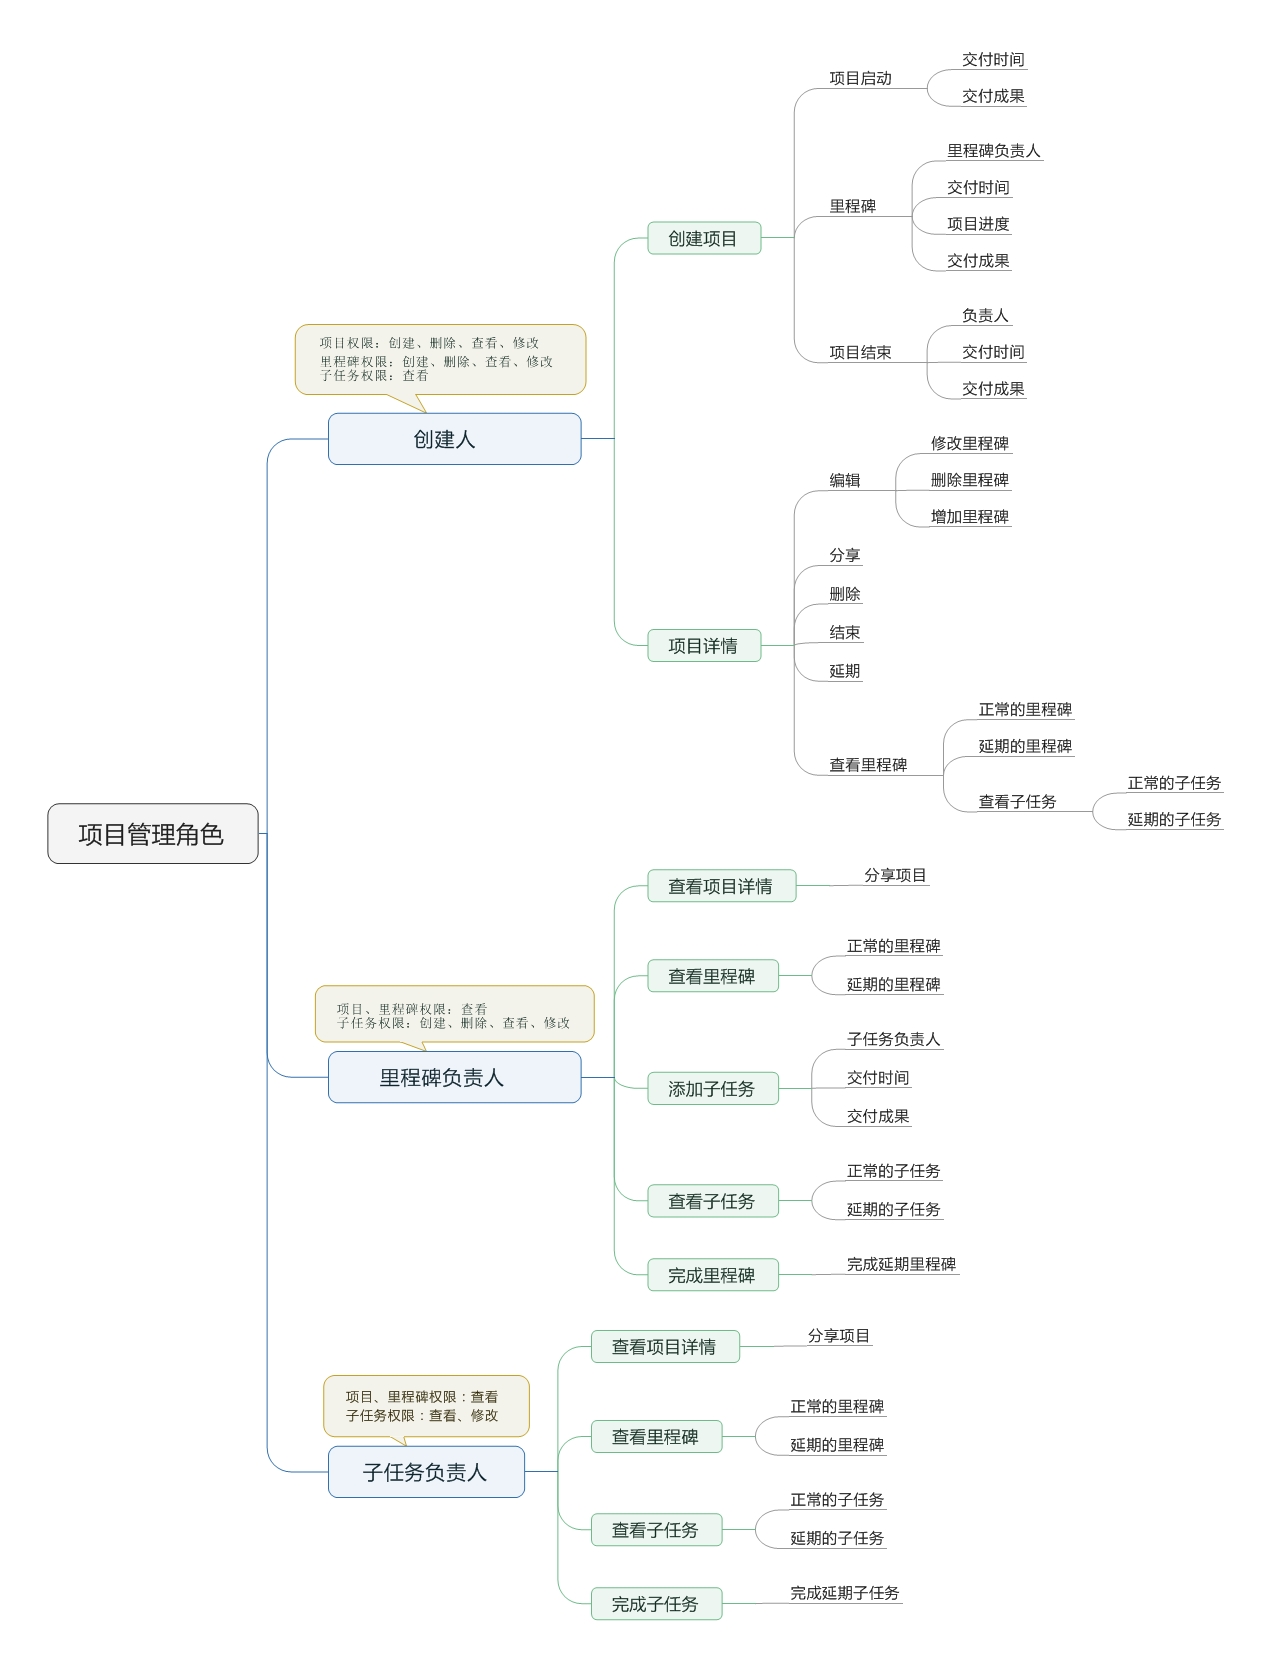 项目管理角色
项目权限：创建、删除、查看、修改
里程碑权限：创建、删除、查看、修改
子任务权限：查看
创建人
创建项目
项目启动
交付时间
交付成果
里程碑
里程碑负责人
交付时间
项目进度
交付成果
项目结束
负责人
交付时间
交付成果
项目详情
编辑
修改里程碑
删除里程碑
增加里程碑
分享
删除
结束
延期
查看里程碑
正常的里程碑
延期的里程碑
查看子任务
正常的子任务
延期的子任务
项目、里程碑权限：查看
子任务权限：创建、删除、查看、修改
里程碑负责人
查看项目详情
分享项目
查看里程碑
正常的里程碑
延期的里程碑
添加子任务
子任务负责人
交付时间
交付成果
查看子任务
正常的子任务
延期的子任务
完成里程碑
完成延期里程碑
项目、里程碑权限：查看
子任务权限：查看、修改
子任务负责人
查看项目详情
分享项目
查看里程碑
正常的里程碑
延期的里程碑
查看子任务
正常的子任务
延期的子任务
完成子任务
完成延期子任务